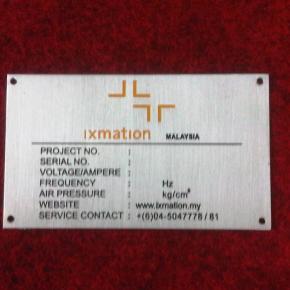 ixmation MALAYSIA
PROJECT NO. :
SERIAL NO. :
VOLTAGE/AMPERE :
FREQUENCY : Hz
AIR PRESSURE : kg/cm²
WEBSITE : www.ixmation.my
SERVICE CONTACT : +(6)04-5047778 / 81